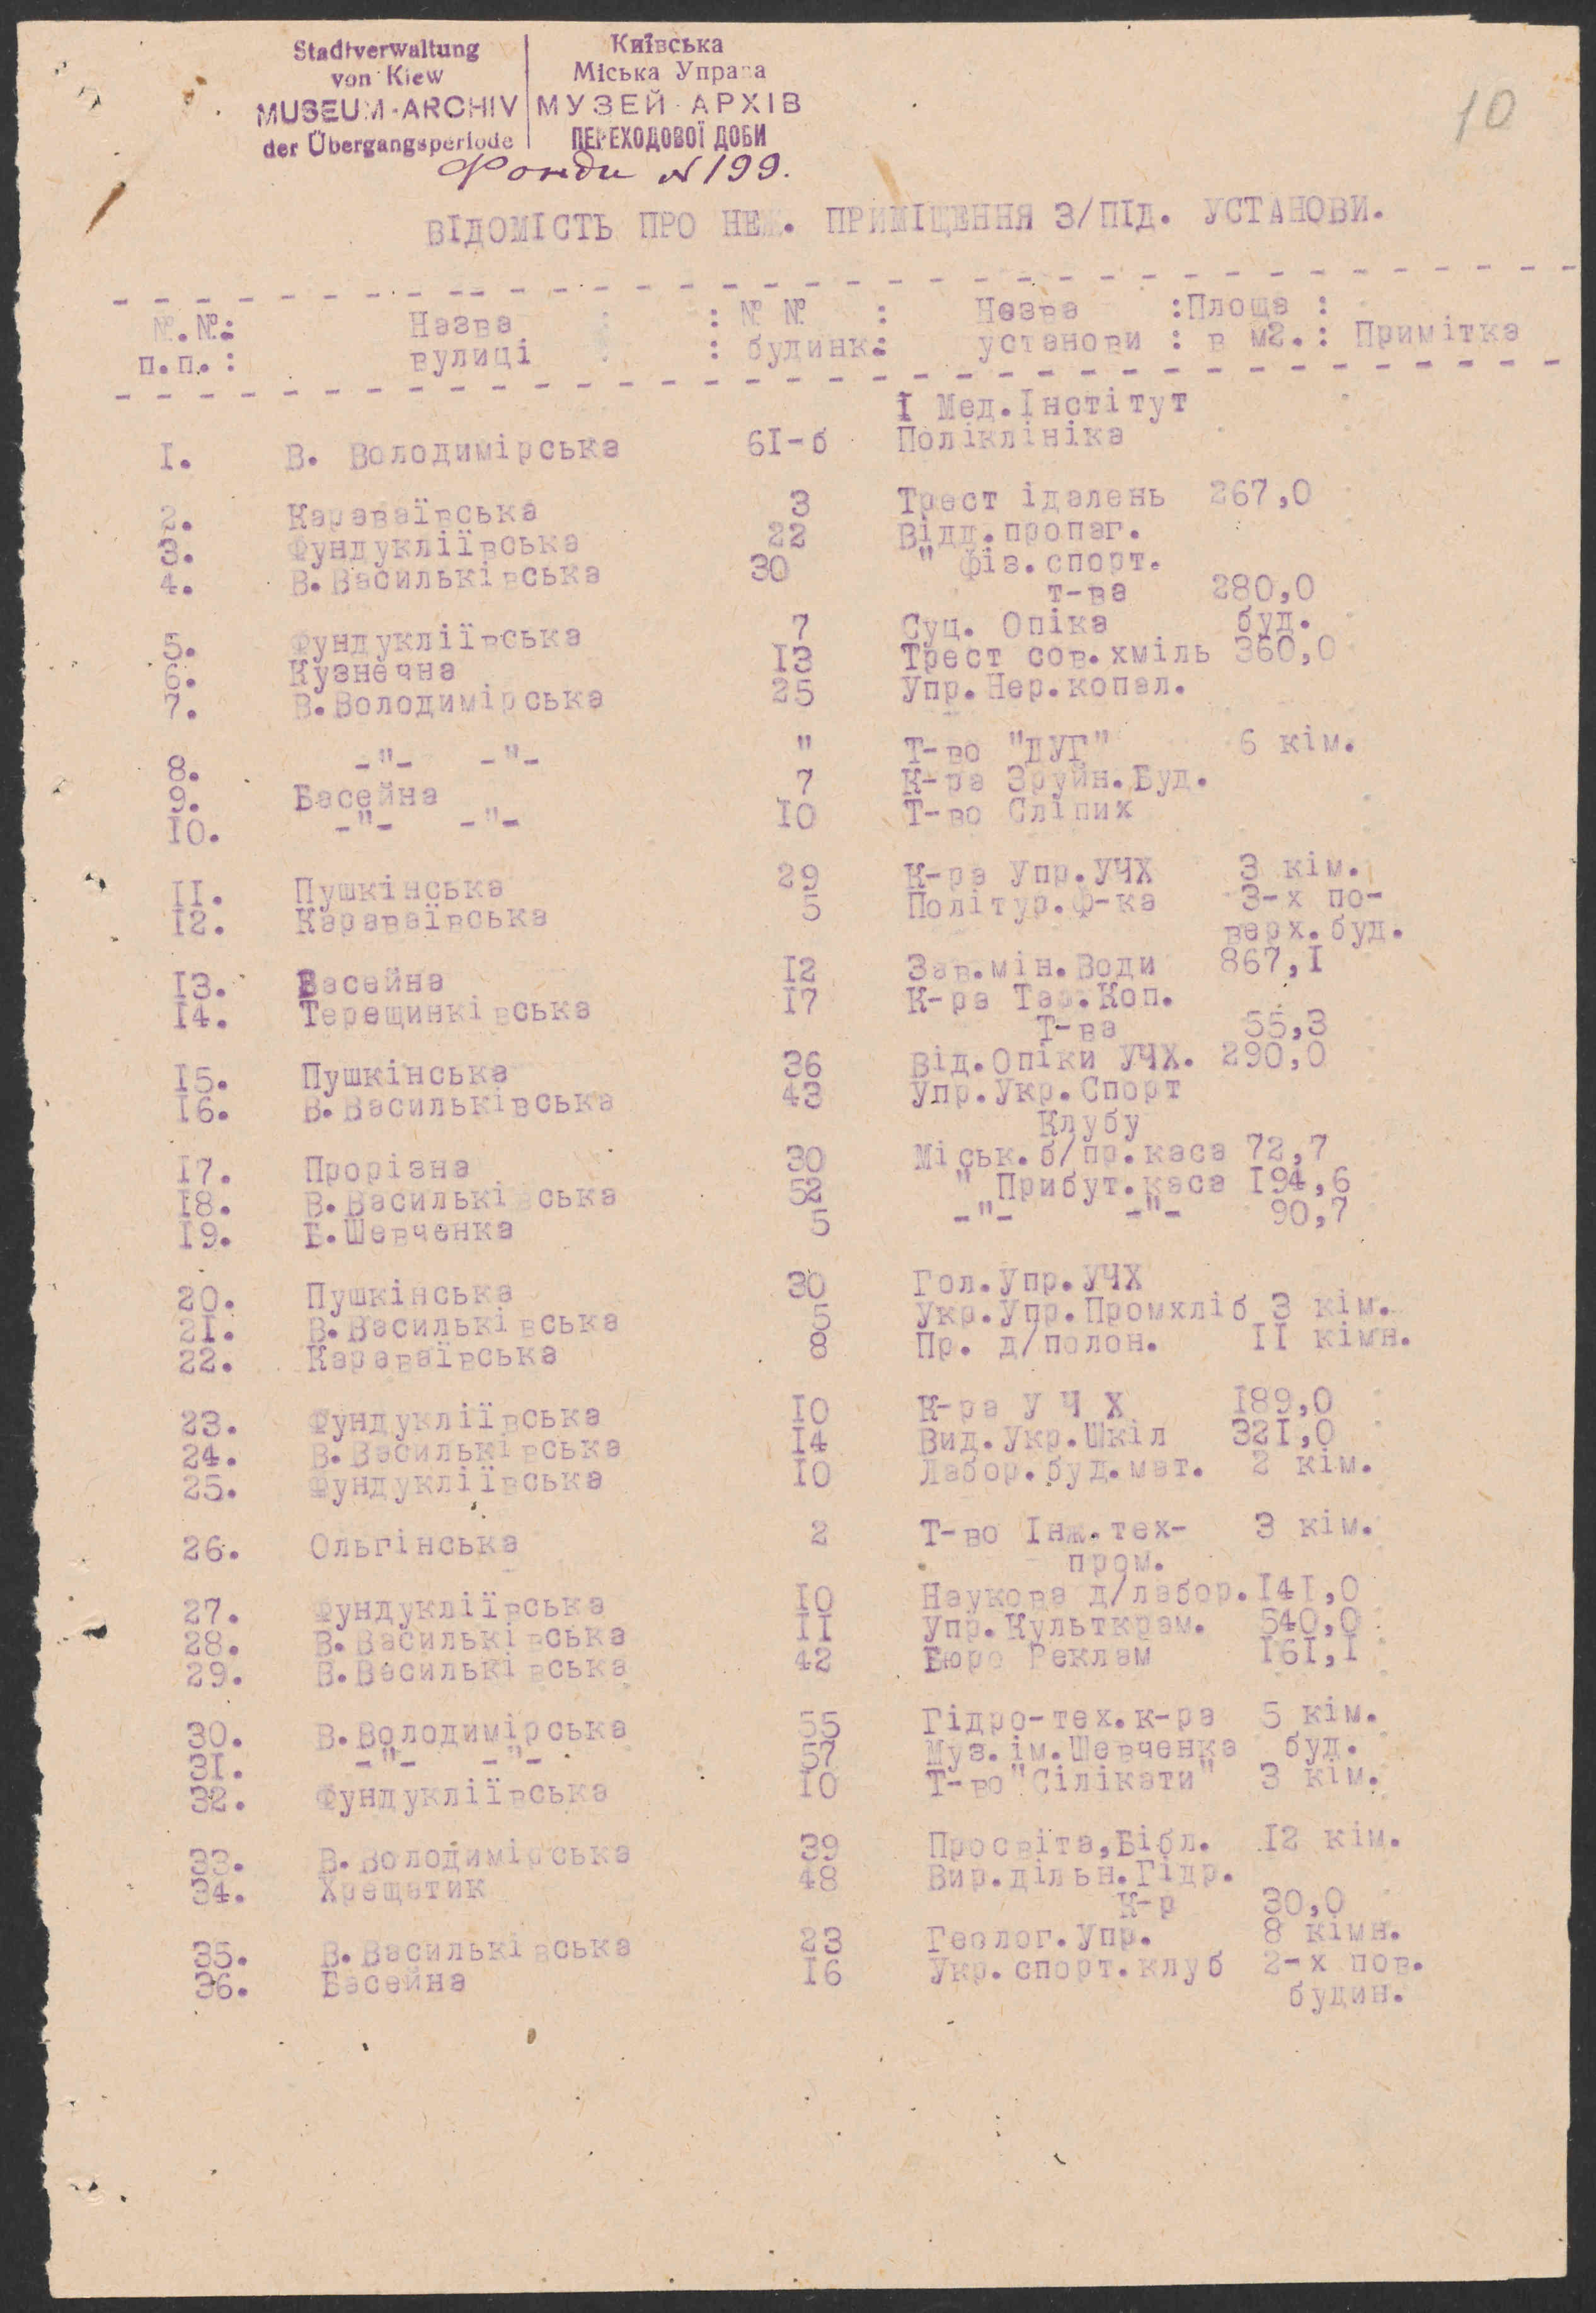 Stadtverwaltung
von Kiew
MUSEUM-ARCHIV
der Übergangsperiode
Київська
Міська Управа
МУЗЕЙ-АРХІВ
ПЕРЕХОДОВОЇ ДОБИ
Фонди № 199.
10
ВІДОМІСТЬ ПРО НЕЖ. ПРИМІЩЕННЯ З/ПІД. УСТАНОВИ.
№.№: Назва : : № № : Назва :Площа :
п.п. : вулиці : : будинк.: установи : в м2. : Примітка
І Мед.Інстітут
І. В. Володимірська 6І-б Поліклініка
2. Караваївська 3 Трест їдалень 267,0
3. Фундукліївська 22 Відд.пропаг.
4. В.Васильківська 30 " фіз.спорт.
т-ва 280,0
5. Фундукліївська 7 Суц. Опіка буд.
6. Кузнечна І3 Трест сов.хміль 360,0
7. В.Володимірська 25 Упр.Нер.копал.
8. -"- -"- " Т-во "ДУГ" 6 кім.
9. Басейна 7 К-ра Зруйн.Буд.
І0. -"- -"- І0 Т-во Сліпих
ІІ. Пушкінська 29 К-ра Упр.УЧХ 3 кім.
І2. Караваївська 5 Політур.Ф-ка 3-х по-
верх.буд.
І3. Басейна І2 Зав.мін.Води 867,І
І4. Терещинківська І7 К-ра Тар.Коп.
Т-ва 55,3
І5. Пушкінська 36 Від.Опіки УЧХ. 290,0
І6. В.Васильківська 43 Упр.Укр.Спорт
Клубу
І7. Прорізна 30 Міськ.б/пр.каса 72,7
І8. В.Васильківська 52 " Прибут.каса І94,6
І9. Б.Шевченка 5 -"- -"- 90,7
20. Пушкінська 30 Гол.Упр.УЧХ
2І. В.Васильківська 5 Укр.Упр.Промхліб 3 кім.
22. Караваївська 8 Пр. д/полон. ІІ кімн.
23. Фундукліївська І0 К-ра У Ч Х І89,0
24. В.Васильківська І4 Вид.Укр.Шкіл 32І,0
25. Фундукліївська І0 Лабор.буд.мат. 2 кім.
26. Ольгінська 2 Т-во Інж.тех- 3 кім.
пром.
27. Фундукліївська І0 Наукова д/лабор.І4І,0
28. В.Васильківська ІІ Упр.Культкрам. 540,0
29. В.Васильківська 42 Бюро Реклам І6І,І
30. В.Володимірська 55 Гідро-тех.к-ра 5 кім.
3І. -"- -"- 57 Муз.ім.Шевченка буд.
32. Фундукліївська І0 Т-во"Сілікати" 3 кім.
33. В.Володимірська 39 Просвіта,Бібл. І2 кім.
34. Хрещатик 48 Вир.дільн.Гідр.
К-р 30,0
35. В.Васильківська 23 Геолог.Упр. 8 кімн.
36. Басейна І6 Укр.спорт.клуб 2-х пов.
будин.